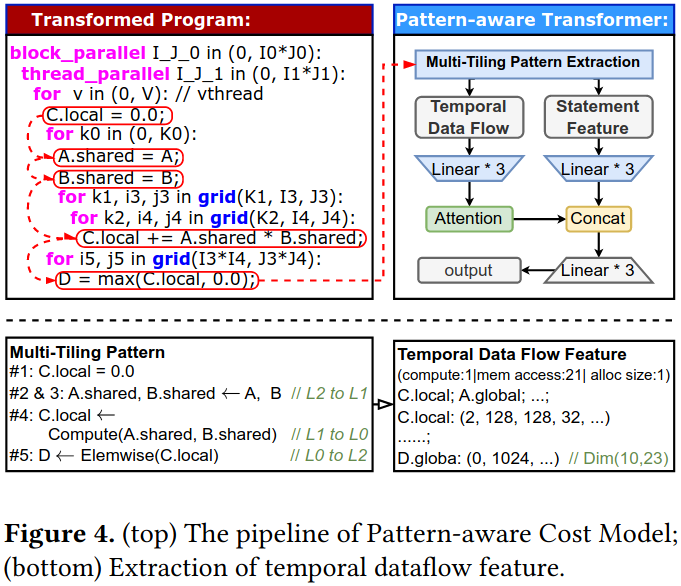 Transformed Program:
block_parallel I_J_0 in (0, I0*J0):
thread_parallel I_J_1 in (0, I1*J1):
for v in (0, V): // vthread
C.local = 0.0;
for k0 in (0, K0):
A.shared = A;
B.shared = B;
for k1, i3, j3 in grid(K1, I3, J3):
for k2, i4, j4 in grid(K2, I4, J4):
C.local += A.shared * B.shared;
for i5, j5 in grid(I3*I4, J3*J4):
D = max(C.local, 0.0);
Pattern-aware Transformer:
Multi-Tiling Pattern Extraction
Temporal
Data Flow
Statement
Feature
Linear * 3
Linear * 3
Attention
Concat
output
Linear * 3
Multi-Tiling Pattern
#1: C.local = 0.0
#2 & 3: A.shared, B.shared ← A, B // L2 to L1
#4: C.local ←
Compute(A.shared, B.shared) // L1 to L0
#5: D ← Elemwise(C.local) // L0 to L2
Temporal Data Flow Feature
(compute:1|mem access:21| alloc size:1)
C.local; A.global; ...;
C.local: (2, 128, 128, 32, ...)
......;
D.globa: (0, 1024, ...) // Dim(10,23)
Figure 4. (top) The pipeline of Pattern-aware Cost Model;
(bottom) Extraction of temporal dataflow feature.